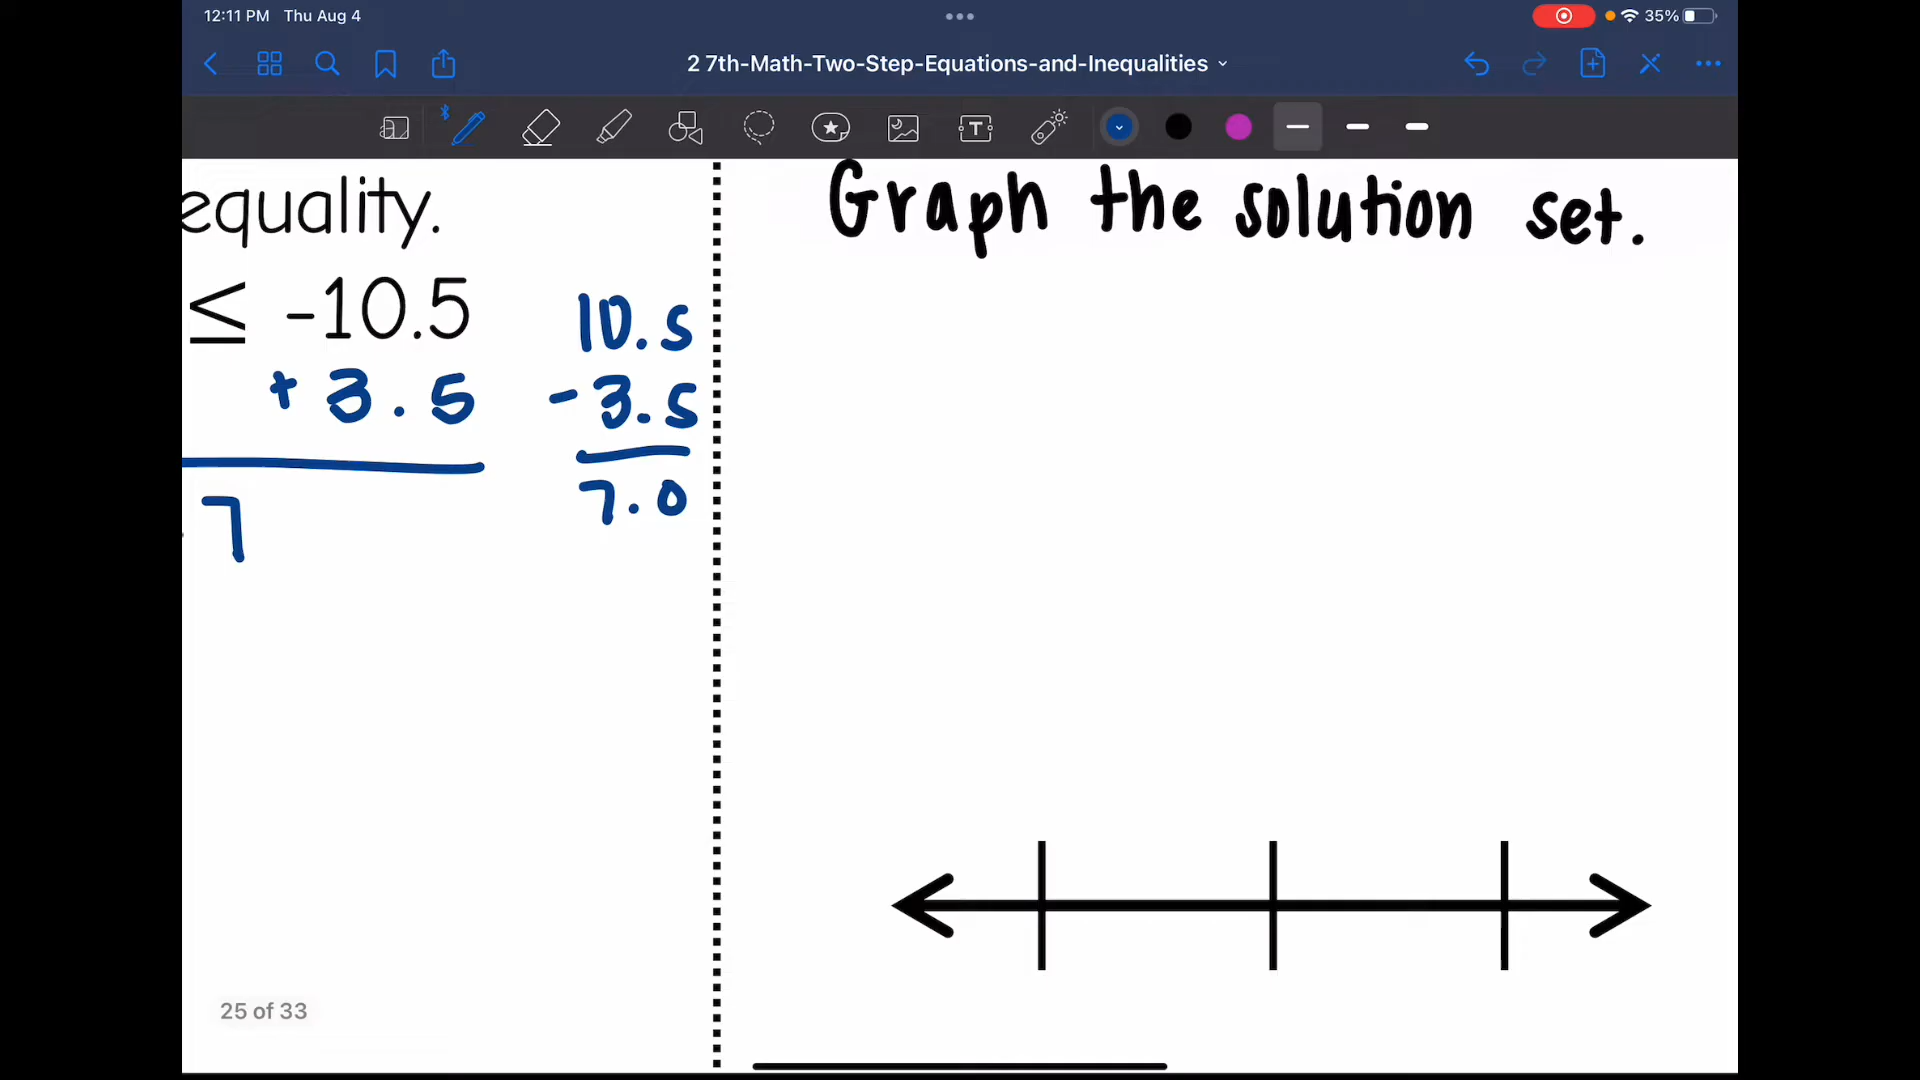 12:11 PM Thu Aug 4
35%
2 7th-Math-Two-Step-Equations-and-Inequalities
equality.
≤ -10.5
+ 3.5
7
10.5
- 3.5
7.0
Graph the solution set.
25 of 33